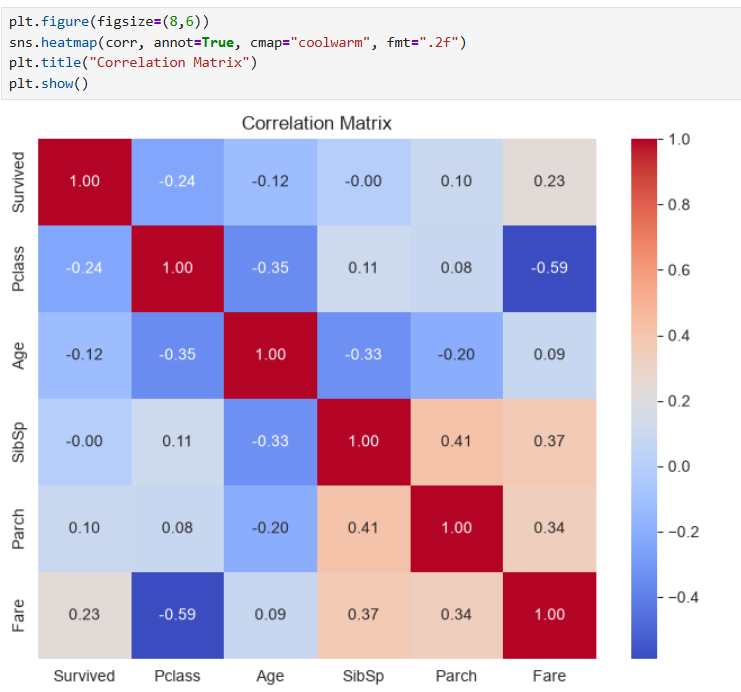 plt.figure(figsize=(8,6))
sns.heatmap(corr, annot=True, cmap="coolwarm", fmt=".2f")
plt.title("Correlation Matrix")
plt.show()
Correlation Matrix
Survived 1.00 -0.24 -0.12 -0.00 0.10 0.23
Pclass -0.24 1.00 -0.35 0.11 0.08 -0.59
Age -0.12 -0.35 1.00 -0.33 -0.20 0.09
SibSp -0.00 0.11 -0.33 1.00 0.41 0.37
Parch 0.10 0.08 -0.20 0.41 1.00 0.34
Fare 0.23 -0.59 0.09 0.37 0.34 1.00
Survived Pclass Age SibSp Parch Fare
1.0
0.8
0.6
0.4
0.2
0.0
−0.2
−0.4